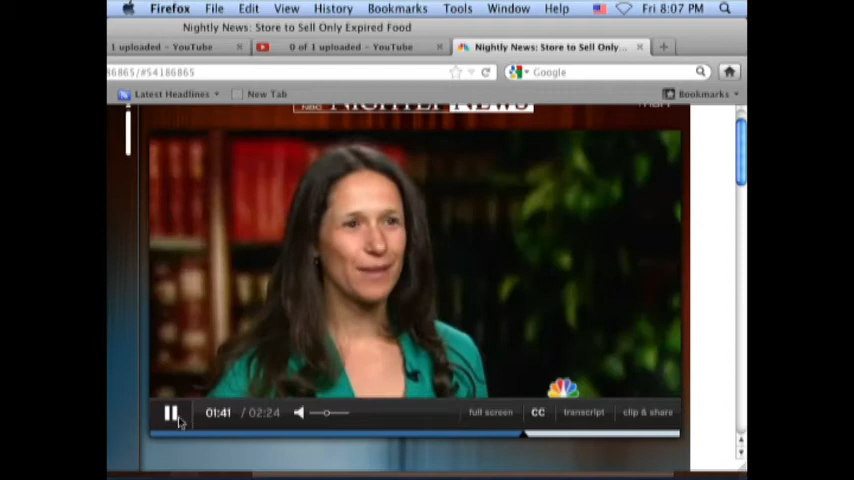 Firefox File Edit View History Bookmarks Tools Window Help Fri 8:07 PM
Nightly News: Store to Sell Only Expired Food
1 uploaded - YouTube 0 of 1 uploaded - YouTube Nightly News: Store to Sell Only...
86865/#54186865 Google
Latest Headlines New Tab Bookmarks
NBC NIGHTLY NEWS
01:41 / 02:24 full screen CC transcript clip & share